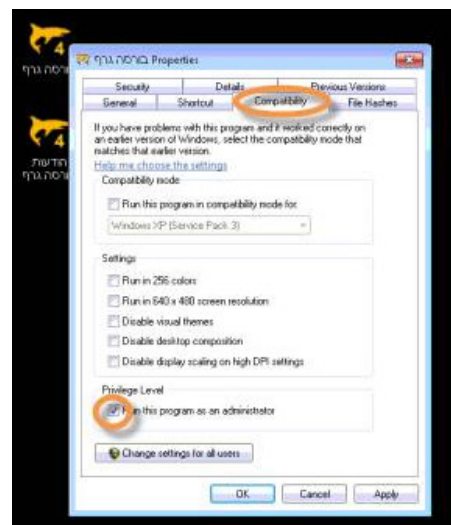 4
בורסה גרף
4
הודעות
בורסה גרף
בורסה גרף Properties
Security Details Previous Versions
General Shortcut Compatibility File Hashes
If you have problems with this program and it worked correctly on
an earlier version of Windows, select the compatibility mode that
matches that earlier version.
Help me choose the settings
Compatibility mode
Run this program in compatibility mode for:
Windows XP (Service Pack 3)
Settings
Run in 256 colors
Run in 640 x 480 screen resolution
Disable visual themes
Disable desktop composition
Disable display scaling on high DPI settings
Privilege Level
Run this program as an administrator
Change settings for all users
OK Cancel Apply